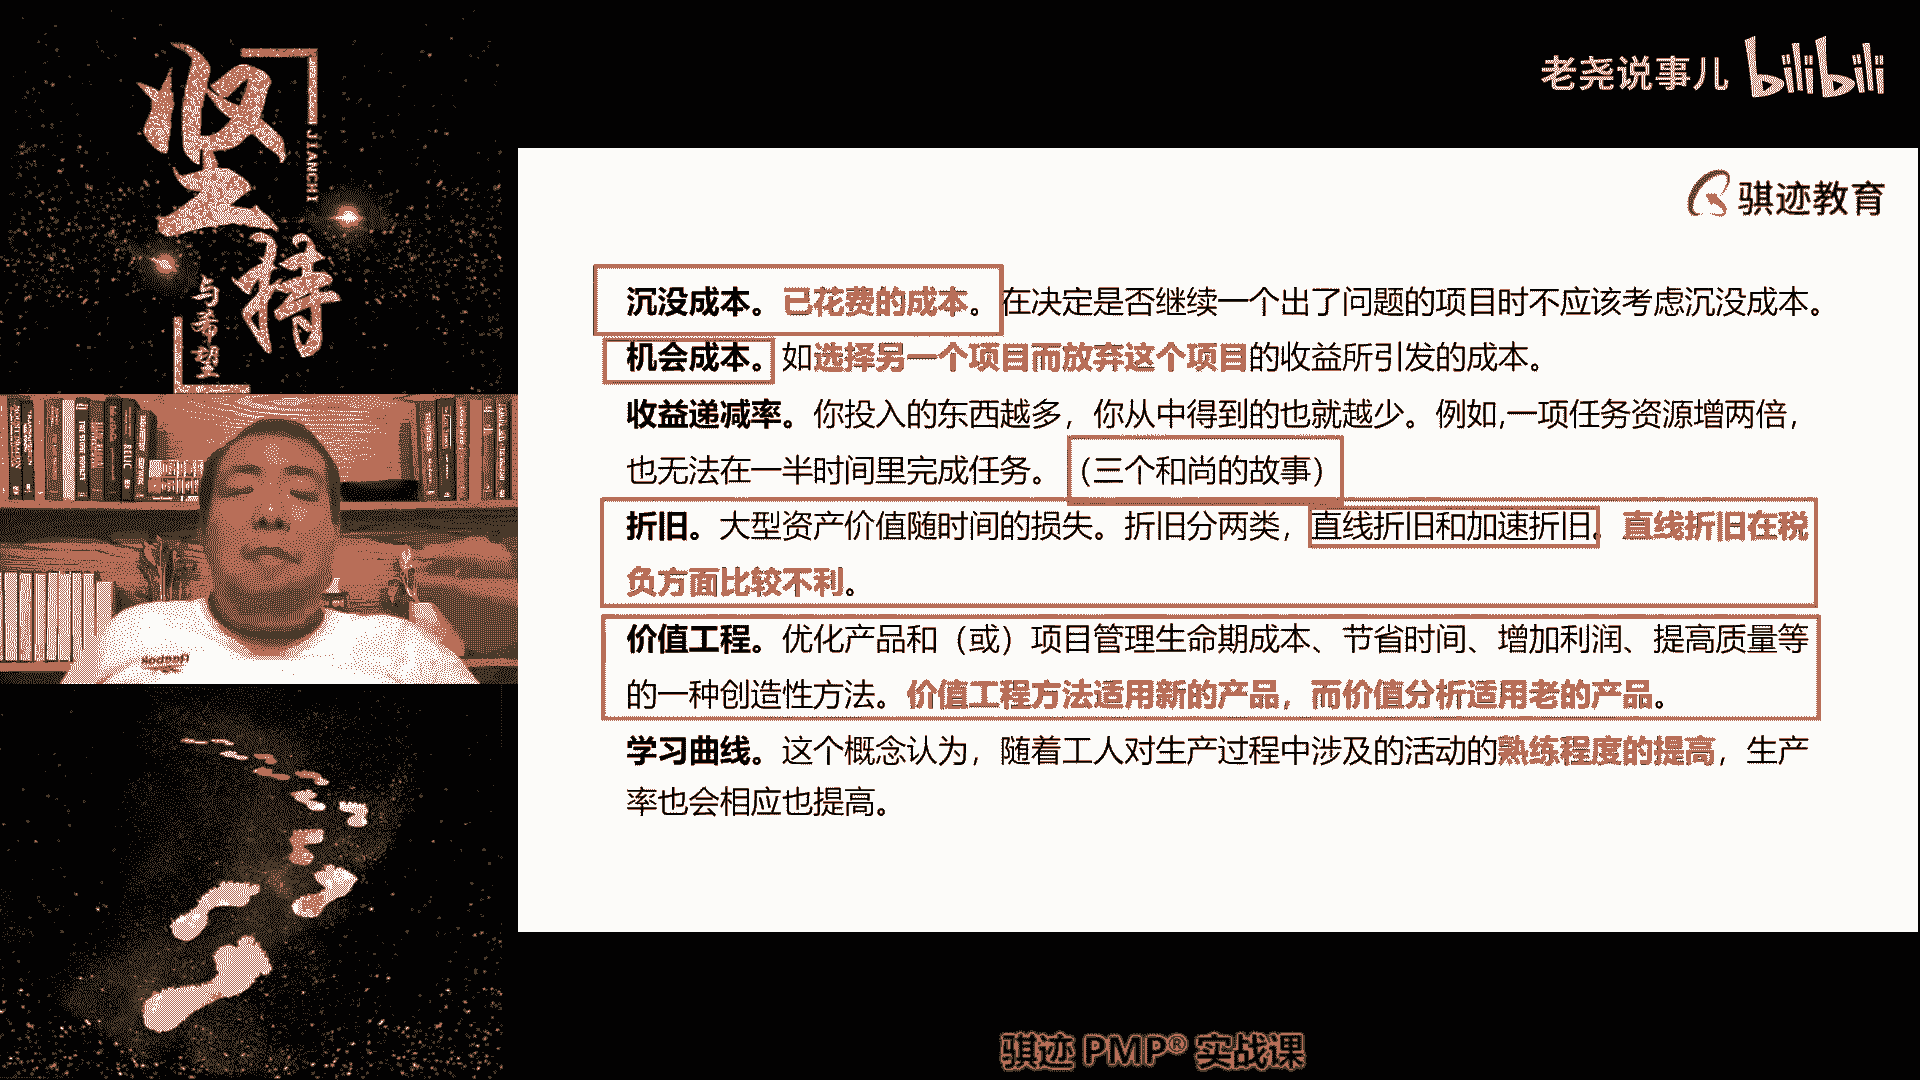 坚持
JIANCHI
与希望
老尧说事儿 bilibili
骐迹教育
沉没成本。已花费的成本。在决定是否继续一个出了问题的项目时不应该考虑沉没成本。
机会成本。如选择另一个项目而放弃这个项目的收益所引发的成本。
收益递减率。你投入的东西越多，你从中得到的也就越少。例如,一项任务资源增两倍，
也无法在一半时间里完成任务。（三个和尚的故事）
折旧。大型资产价值随时间的损失。折旧分两类，直线折旧和加速折旧。直线折旧在税
负方面比较不利。
价值工程。优化产品和（或）项目管理生命期成本、节省时间、增加利润、提高质量等
的一种创造性方法。价值工程方法适用新的产品，而价值分析适用老的产品。
学习曲线。这个概念认为，随着工人对生产过程中涉及的活动的熟练程度的提高，生产
率也会相应也提高。
骐迹 PMP® 实战课